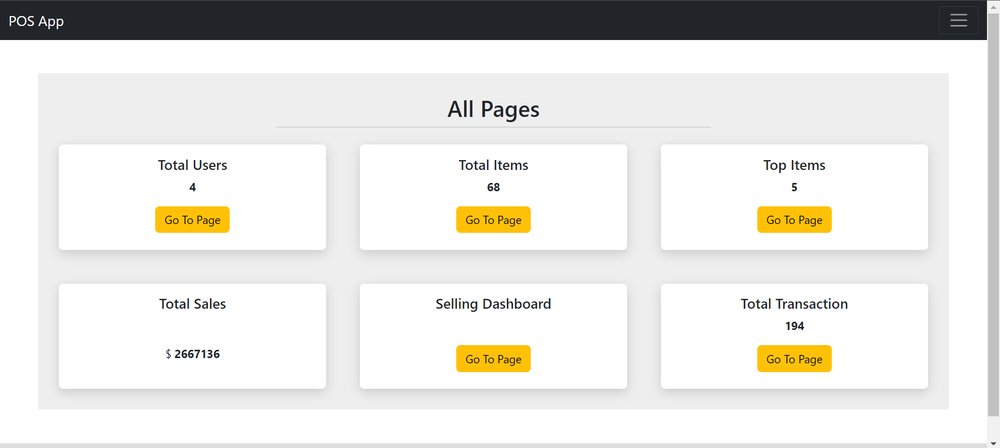 POS App
All Pages
Total Users
4
Go To Page
Total Items
68
Go To Page
Top Items
5
Go To Page
Total Sales
$ 2667136
Selling Dashboard
Go To Page
Total Transaction
194
Go To Page